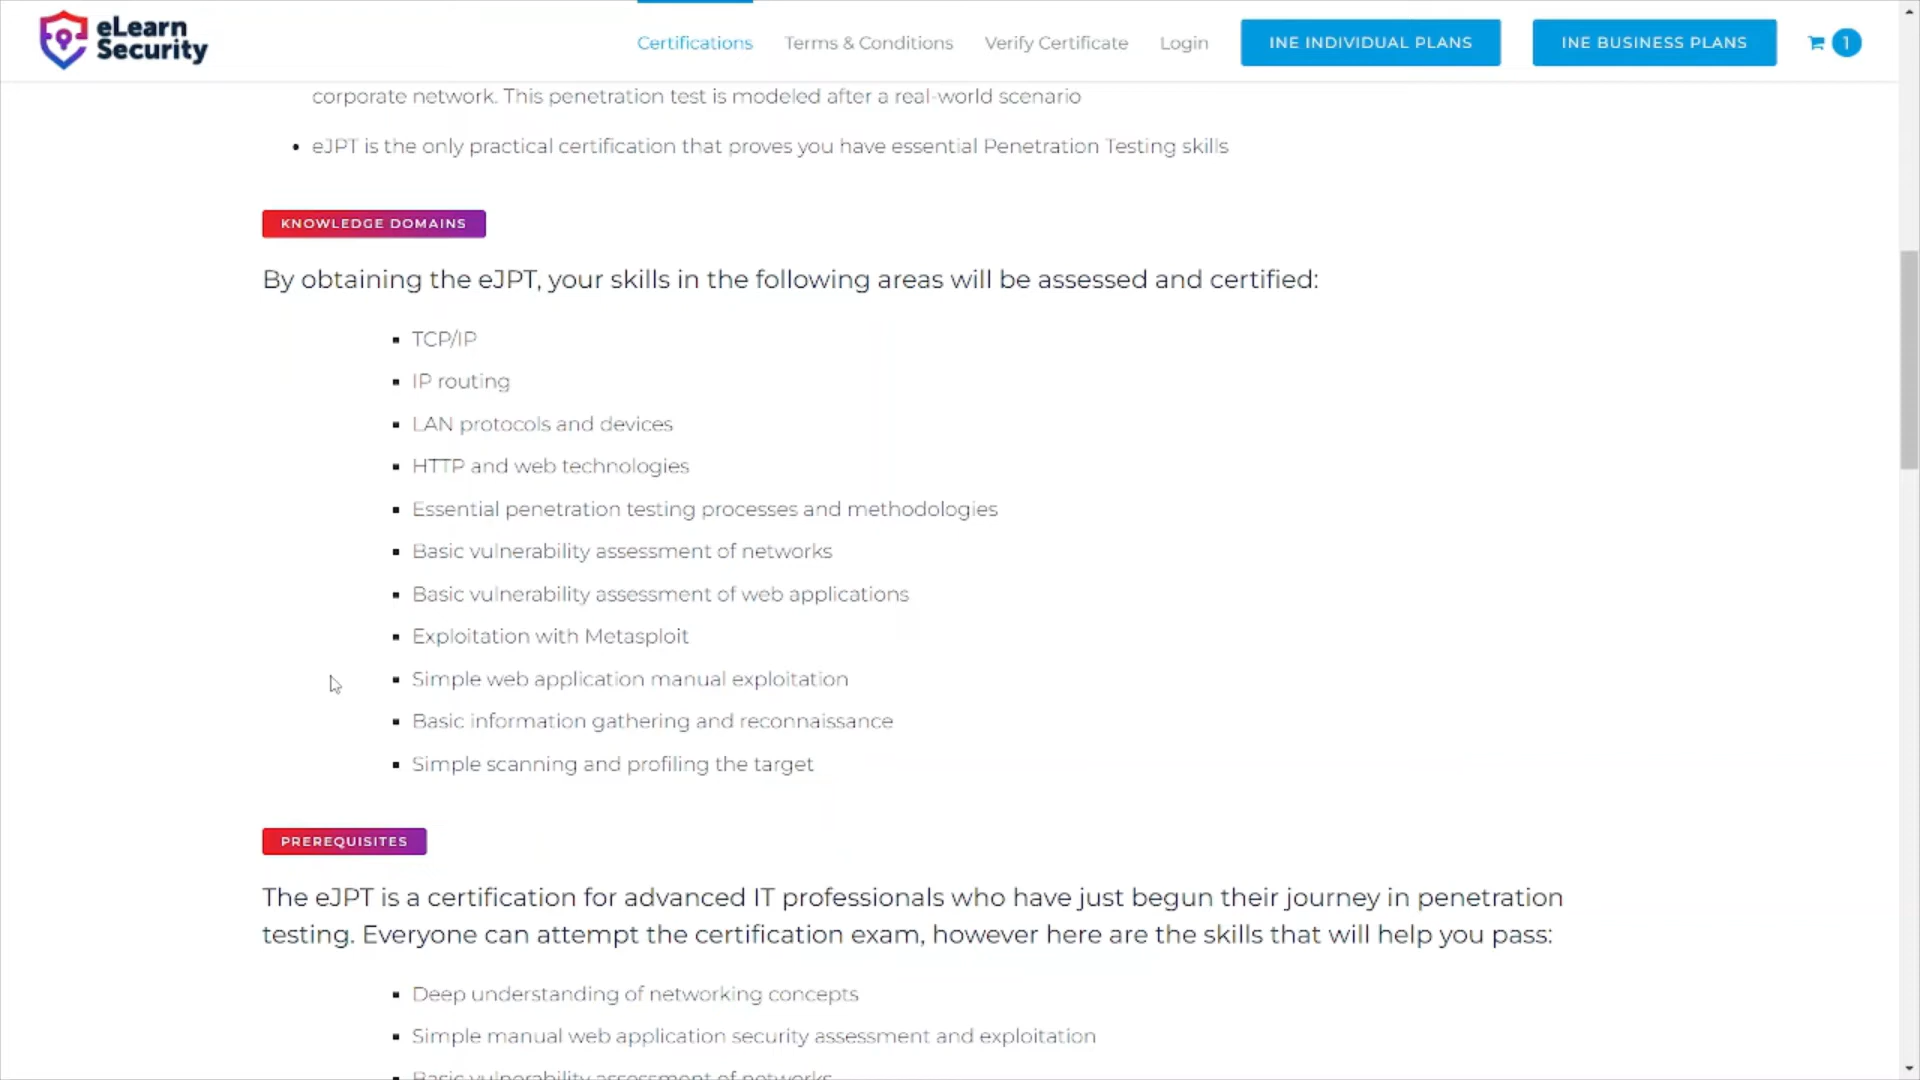 eLearn
Security
Certifications
Terms & Conditions
Verify Certificate
Login
INE INDIVIDUAL PLANS
INE BUSINESS PLANS
1
corporate network. This penetration test is modeled after a real-world scenario
eJPT is the only practical certification that proves you have essential Penetration Testing skills
KNOWLEDGE DOMAINS
By obtaining the eJPT, your skills in the following areas will be assessed and certified:
TCP/IP
IP routing
LAN protocols and devices
HTTP and web technologies
Essential penetration testing processes and methodologies
Basic vulnerability assessment of networks
Basic vulnerability assessment of web applications
Exploitation with Metasploit
Simple web application manual exploitation
Basic information gathering and reconnaissance
Simple scanning and profiling the target
PREREQUISITES
The eJPT is a certification for advanced IT professionals who have just begun their journey in penetration
testing. Everyone can attempt the certification exam, however here are the skills that will help you pass:
Deep understanding of networking concepts
Simple manual web application security assessment and exploitation
Basic vulnerability assessment of networks